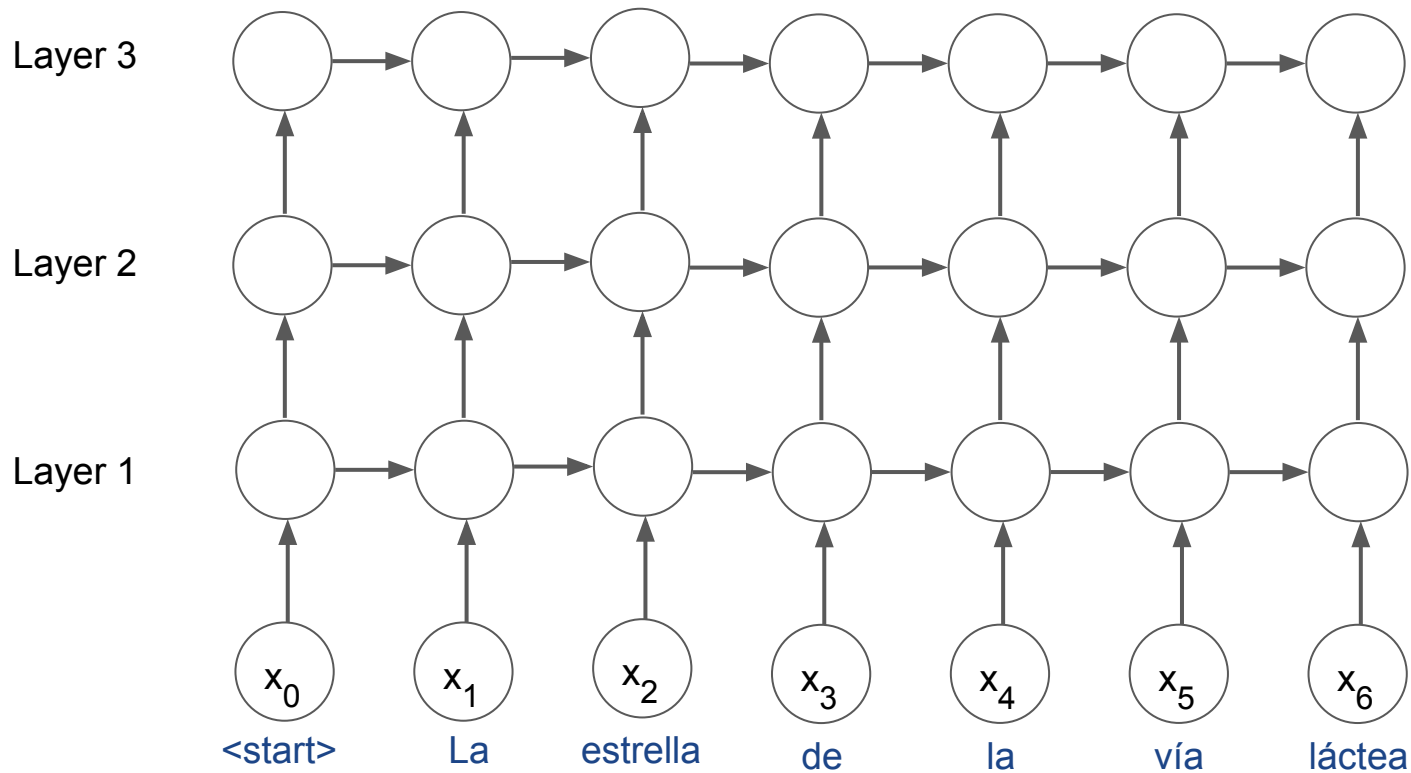 Layer 3
Layer 2
Layer 1
x₀ x₁ x₂ x₃ x₄ x₅ x₆
<start> La estrella de la vía láctea